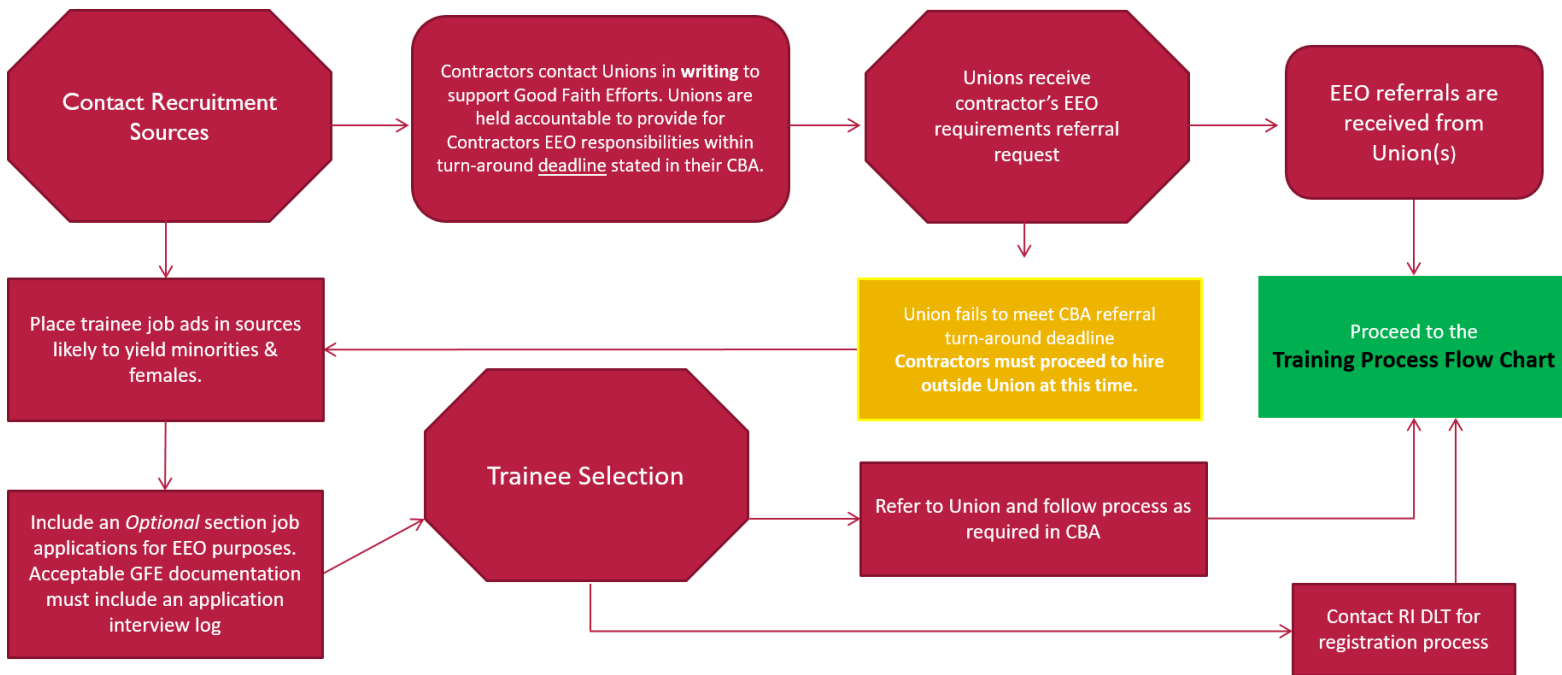 Contact Recruitment
Sources
Contractors contact Unions in writing to
support Good Faith Efforts. Unions are
held accountable to provide for
Contractors EEO responsibilities within
turn-around deadline stated in their CBA.
Unions receive
contractor's EEO
requirements referral
request
EEO referrals are
received from
Union(s)
Place trainee job ads in sources
likely to yield minorities &
females.
Union fails to meet CBA referral
turn-around deadline
Contractors must proceed to hire
outside Union at this time.
Proceed to the
Training Process Flow Chart
Include an Optional section job
applications for EEO purposes.
Acceptable GFE documentation
must include an application
interview log
Trainee Selection
Refer to Union and follow process as
required in CBA
Contact RI DLT for
registration process